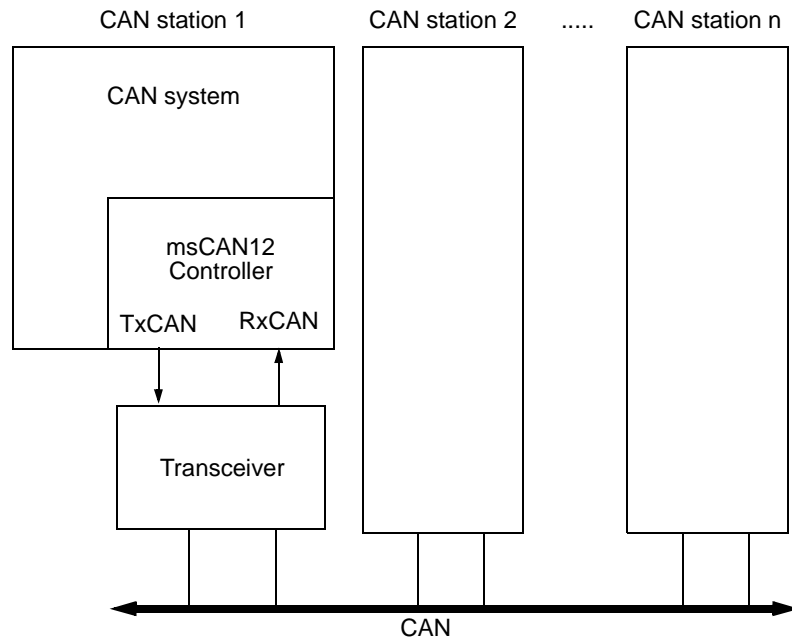 CAN station 1
CAN station 2
.....
CAN station n
CAN system
msCAN12
Controller
TxCAN
RxCAN
Transceiver
CAN